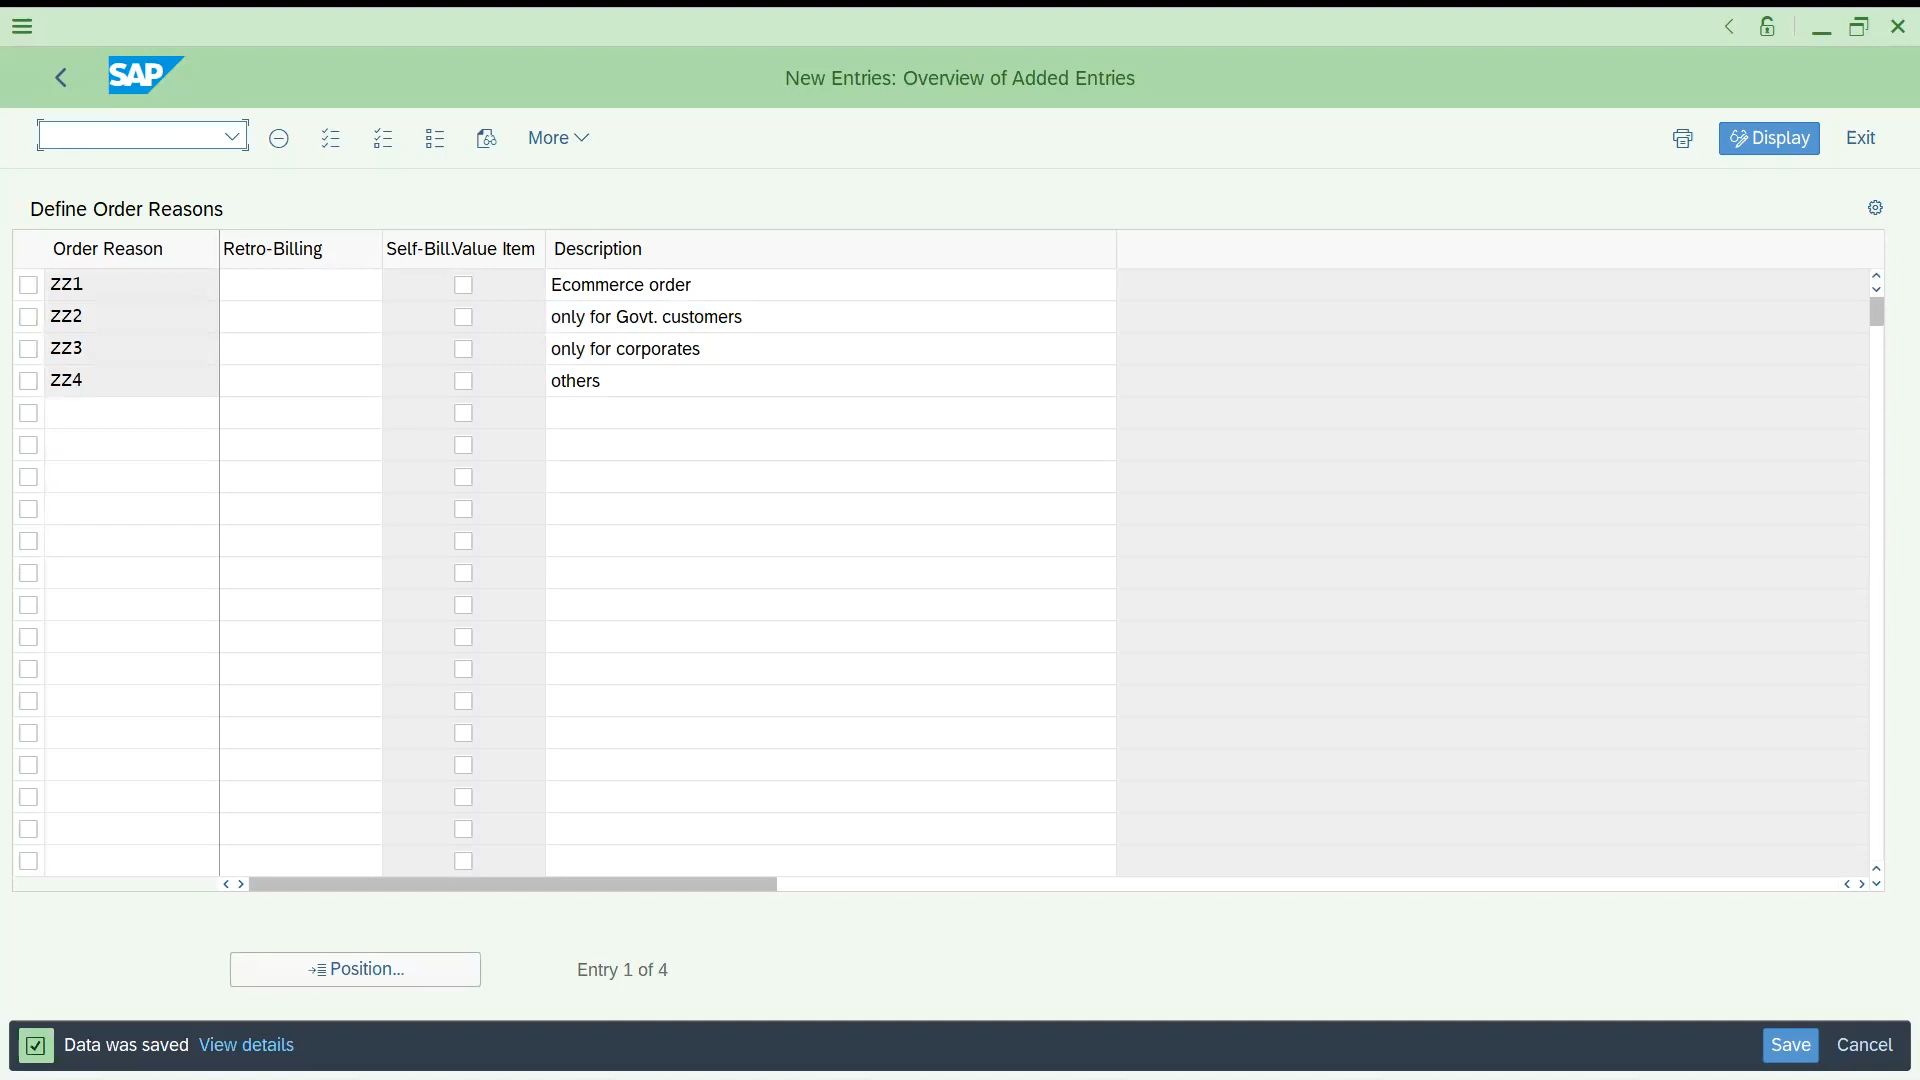 SAP
New Entries: Overview of Added Entries
More
Display
Exit
Define Order Reasons
Order Reason Retro-Billing Self-Bill.Value Item Description
ZZ1 Ecommerce order
ZZ2 only for Govt. customers
ZZ3 only for corporates
ZZ4 others
Position...
Entry 1 of 4
Data was saved View details
Save
Cancel